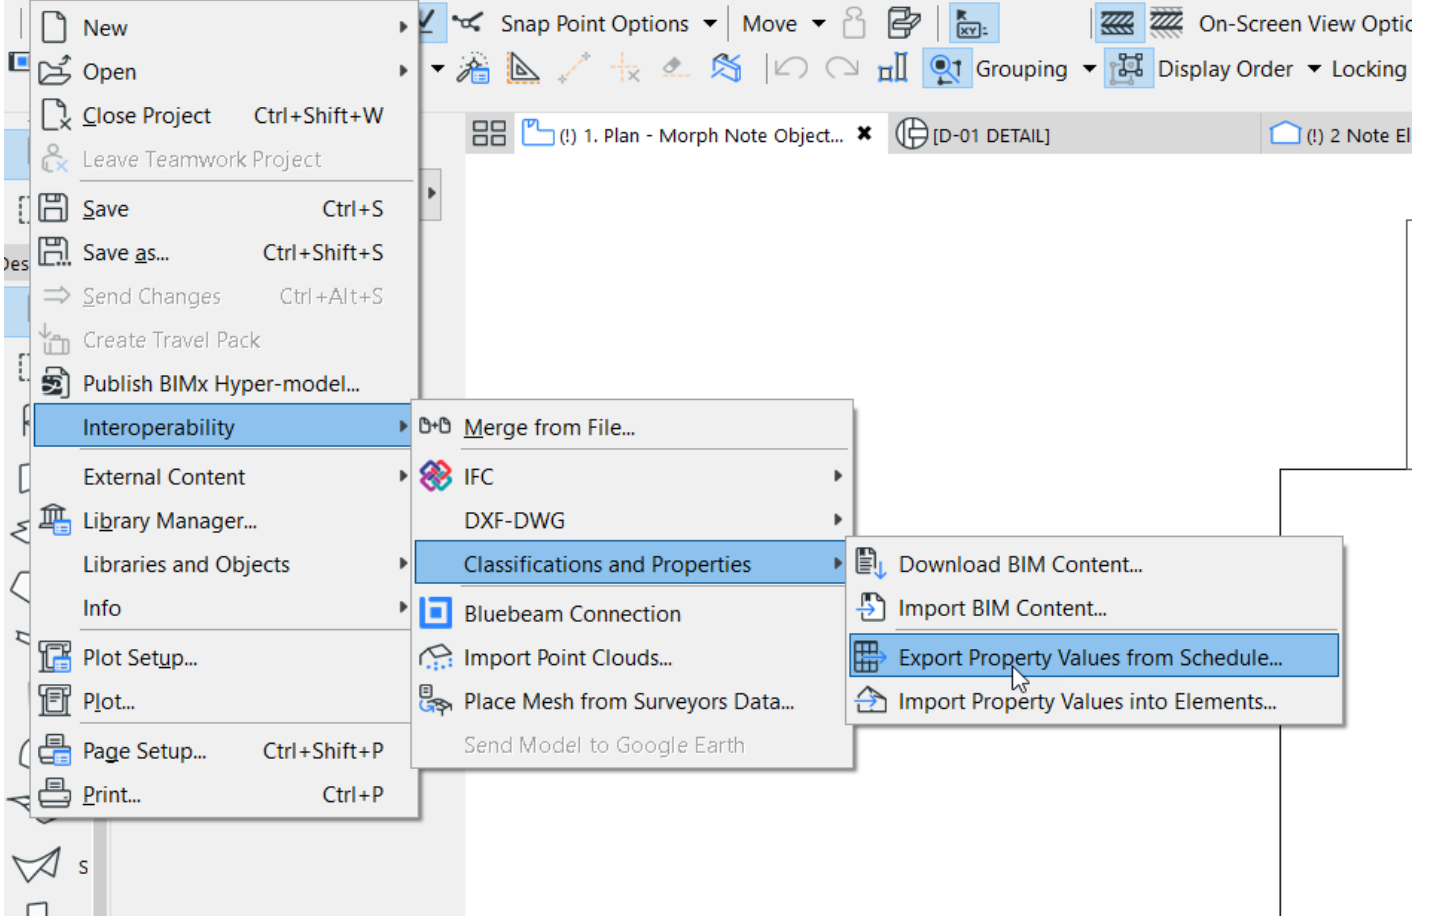 Snap Point Options
Move
XY:
On-Screen View Optic
Grouping
Display Order
Locking
(!) 1. Plan - Morph Note Object...
[D-01 DETAIL]
(!) 2 Note El
New
Open
Close Project Ctrl+Shift+W
Leave Teamwork Project
Save Ctrl+S
Save as... Ctrl+Shift+S
Des
Send Changes Ctrl+Alt+S
Create Travel Pack
Publish BIMx Hyper-model...
Interoperability
External Content
Library Manager...
Libraries and Objects
Info
Plot Setup...
Plot...
Page Setup... Ctrl+Shift+P
Print... Ctrl+P
S
Merge from File...
IFC
DXF-DWG
Classifications and Properties
Bluebeam Connection
Import Point Clouds...
Place Mesh from Surveyors Data...
Send Model to Google Earth
Download BIM Content...
Import BIM Content...
Export Property Values from Schedule...
Import Property Values into Elements...